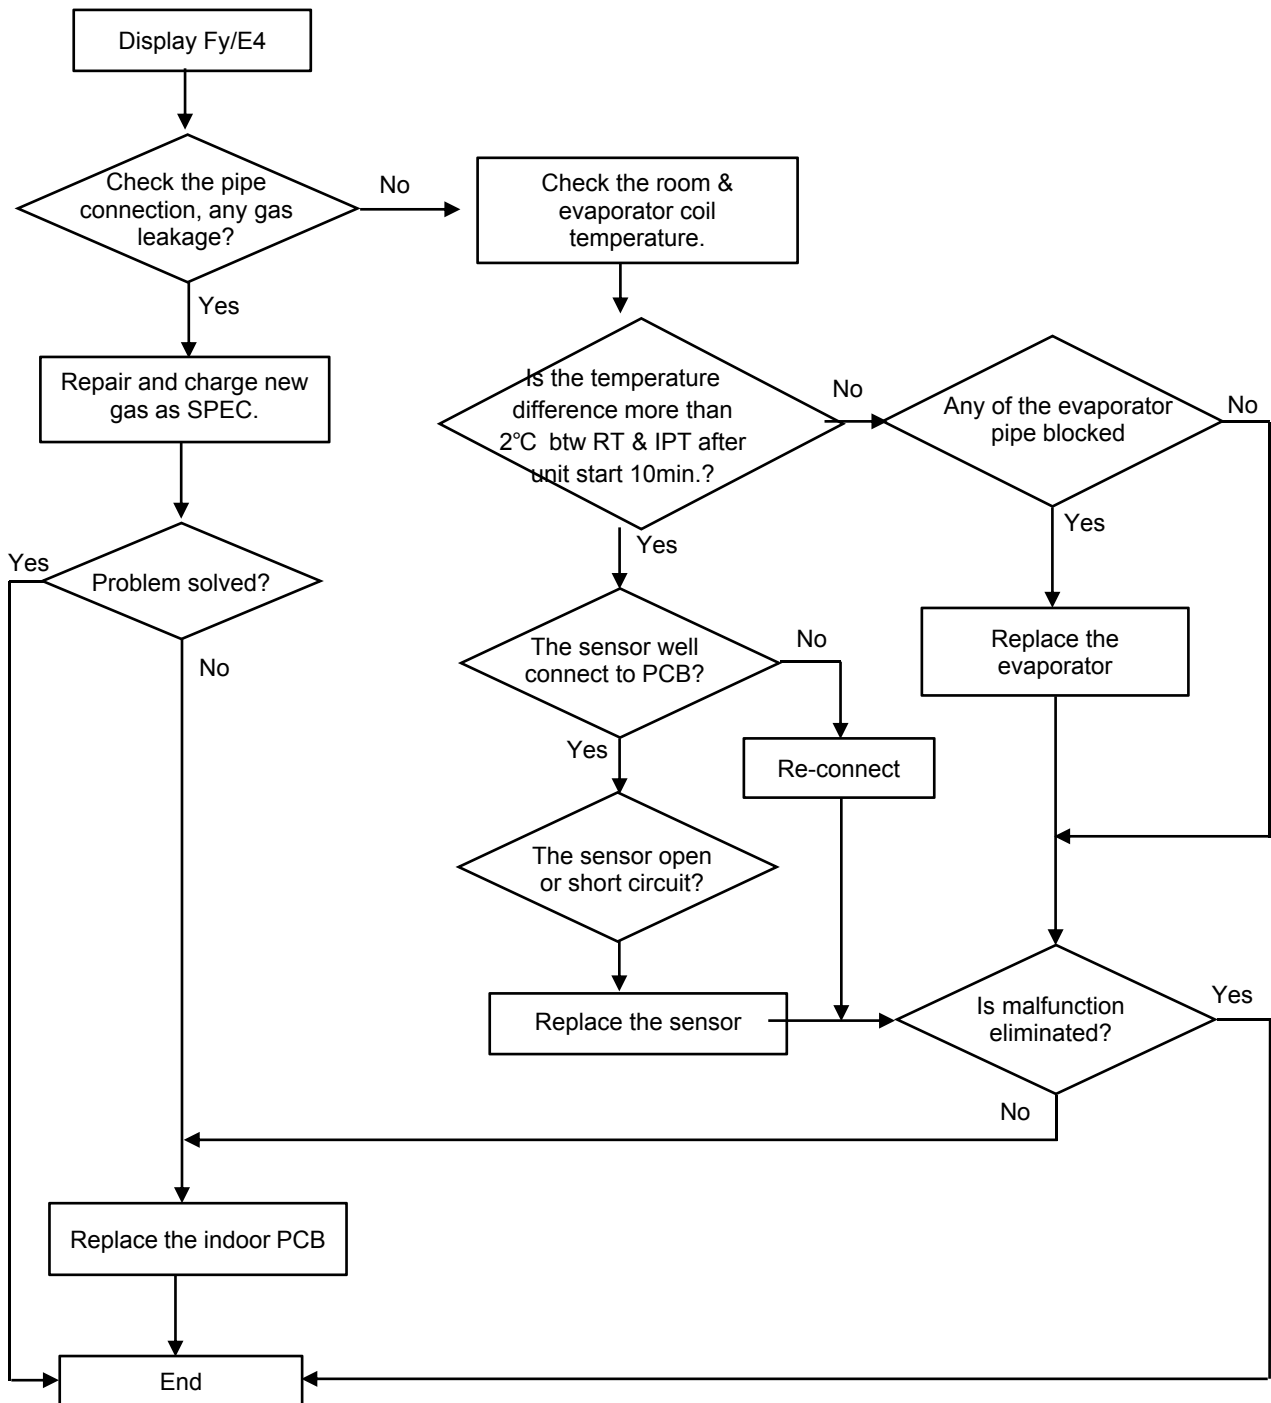 Display Fy/E4
Check the pipe
connection, any gas
leakage?
No
Check the room &
evaporator coil
temperature.
Yes
Repair and charge new
gas as SPEC.
Is the temperature
difference more than
2°C btw RT & IPT after
unit start 10min.?
No
Any of the evaporator
pipe blocked
No
Yes
Yes
Yes
Problem solved?
No
The sensor well
connect to PCB?
No
Replace the
evaporator
Yes
Re-connect
The sensor open
or short circuit?
Replace the sensor
Is malfunction
eliminated?
Yes
No
Replace the indoor PCB
End